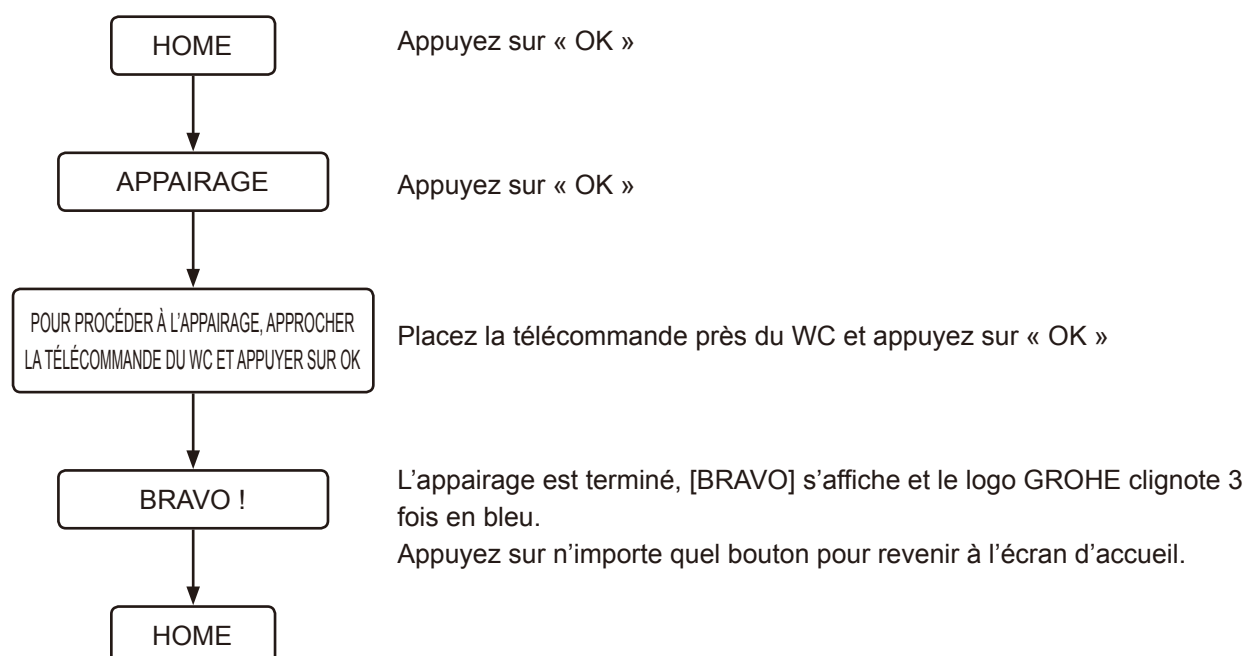 HOME
Appuyez sur « OK »
APPAIRAGE
Appuyez sur « OK »
POUR PROCÉDER À L’APPAIRAGE, APPROCHER
LA TÉLÉCOMMANDE DU WC ET APPUYER SUR OK
Placez la télécommande près du WC et appuyez sur « OK »
BRAVO !
L’appairage est terminé, [BRAVO] s’affiche et le logo GROHE clignote 3
fois en bleu.
Appuyez sur n’importe quel bouton pour revenir à l’écran d’accueil.
HOME